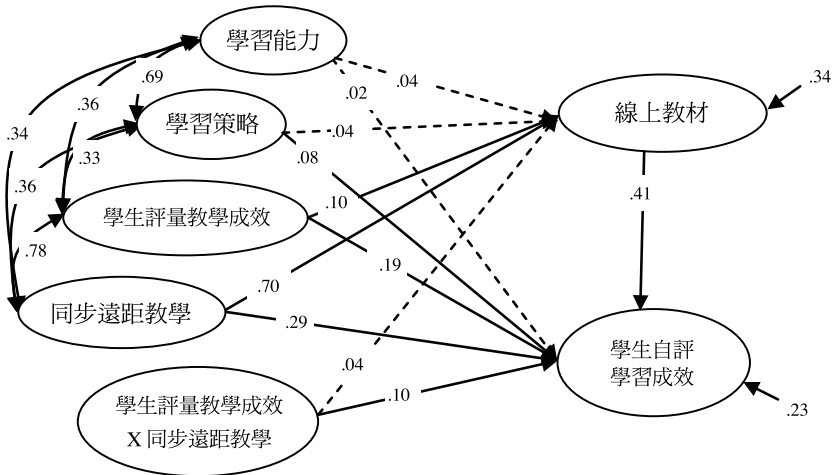 學習能力
.34
.04
.69
.36
.02
線上教材
學習策略
.34
.04
.33
.08
.36
.41
.10
學生評量教學成效
.78
.19
.70
同步遠距教學
.29
學生自評
學習成效
.04
.10
學生評量教學成效
X 同步遠距教學
.23